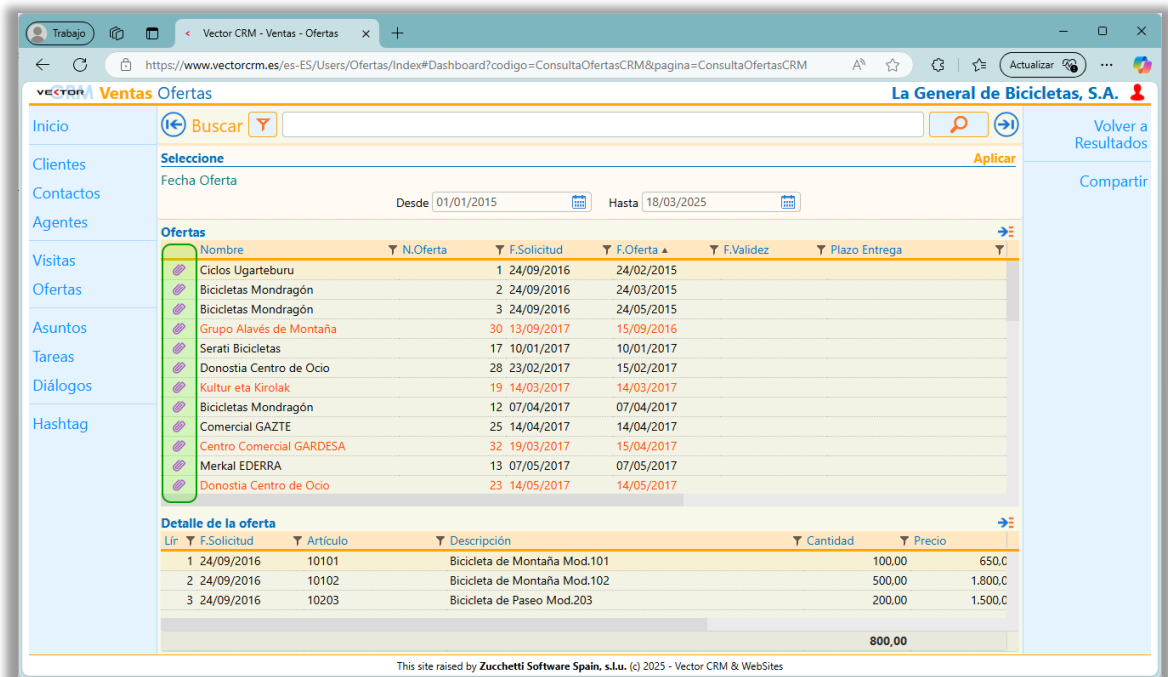 Trabajo
Vector CRM - Ventas - Ofertas
https://www.vectorcrm.es/es-ES/Users/Ofertas/Index#Dashboard?codigo=ConsultaOfertasCRM&pagina=ConsultaOfertasCRM
Actualizar
VECTOR CRM Ventas Ofertas
La General de Bicicletas, S.A.
Inicio
Clientes
Contactos
Agentes
Visitas
Ofertas
Asuntos
Tareas
Diálogos
Hashtag
Buscar
Volver a
Resultados
Compartir
Seleccione Aplicar
Fecha Oferta
Desde 01/01/2015 Hasta 18/03/2025
Ofertas
Nombre N.Oferta F.Solicitud F.Oferta F.Validez Plazo Entrega
Ciclos Ugarteburu 1 24/09/2016 24/02/2015
Bicicletas Mondragón 2 24/09/2016 24/03/2015
Bicicletas Mondragón 3 24/09/2016 24/05/2015
Grupo Alavés de Montaña 30 13/09/2017 15/09/2016
Serati Bicicletas 17 10/01/2017 10/01/2017
Donostia Centro de Ocio 28 23/02/2017 15/02/2017
Kultur eta Kirolak 19 14/03/2017 14/03/2017
Bicicletas Mondragón 12 07/04/2017 07/04/2017
Comercial GAZTE 25 14/04/2017 14/04/2017
Centro Comercial GARDESA 32 19/03/2017 15/04/2017
Merkal EDERRA 13 07/05/2017 07/05/2017
Donostia Centro de Ocio 23 14/05/2017 14/05/2017
Detalle de la oferta
Lír F.Solicitud Artículo Descripción Cantidad Precio
1 24/09/2016 10101 Bicicleta de Montaña Mod.101 100,00 650,0
2 24/09/2016 10102 Bicicleta de Montaña Mod.102 500,00 1.800,0
3 24/09/2016 10203 Bicicleta de Paseo Mod.203 200,00 1.500,0
800,00
This site raised by Zucchetti Software Spain, s.l.u. (c) 2025 - Vector CRM & WebSites